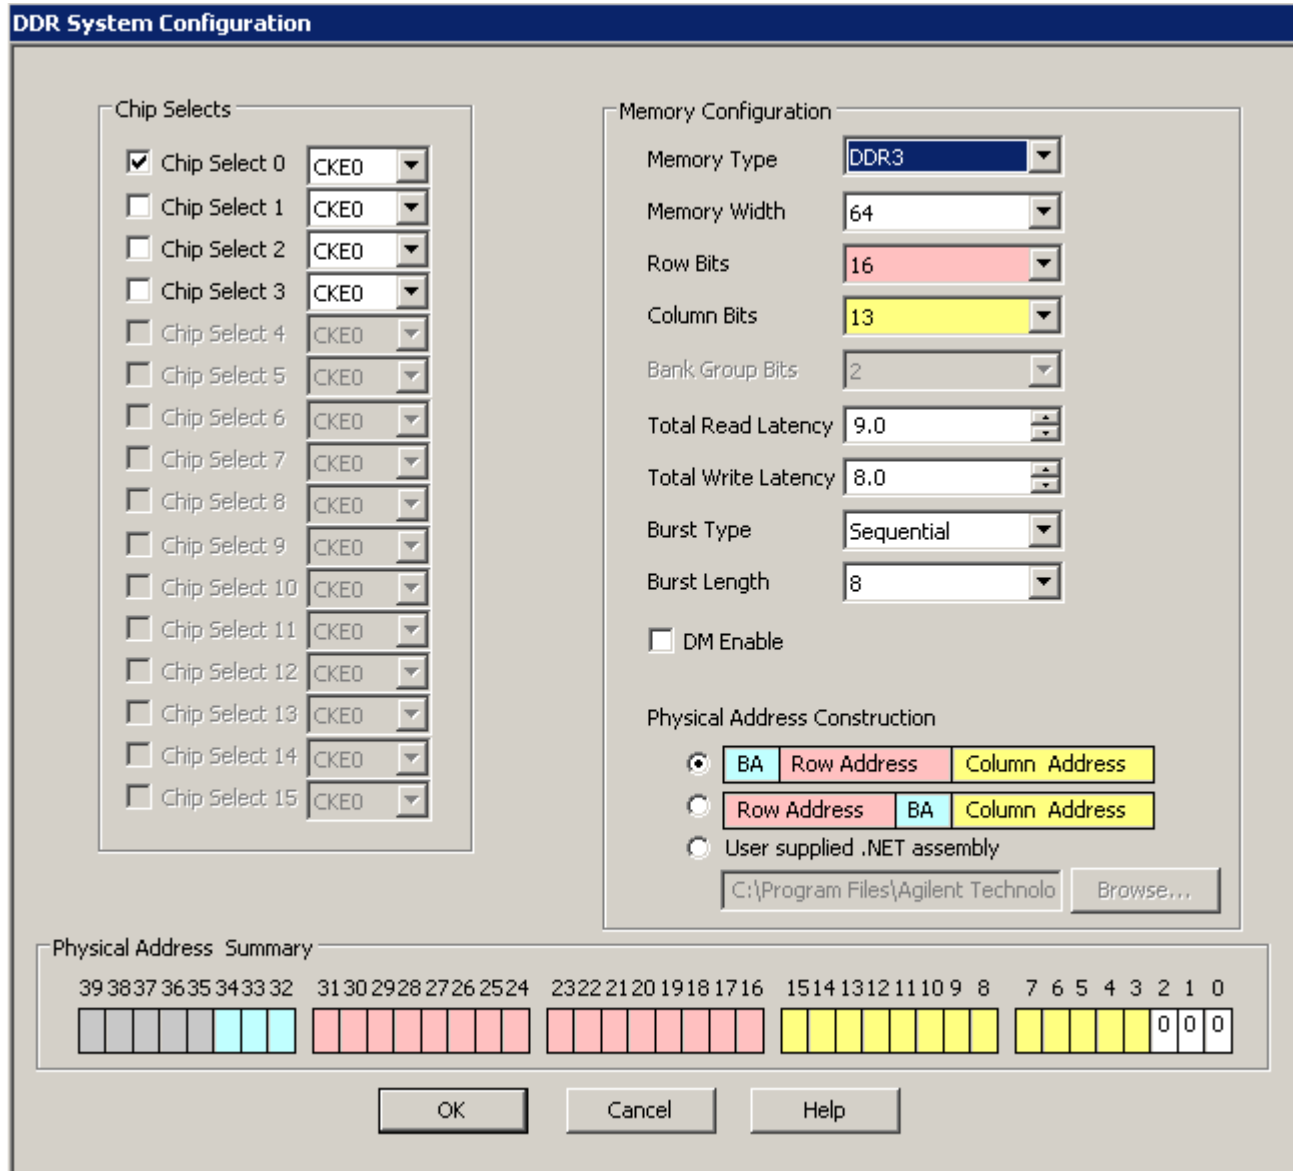 DDR System Configuration
Chip Selects
Chip Select 0 CKE0
Chip Select 1 CKE0
Chip Select 2 CKE0
Chip Select 3 CKE0
Chip Select 4 CKE0
Chip Select 5 CKE0
Chip Select 6 CKE0
Chip Select 7 CKE0
Chip Select 8 CKE0
Chip Select 9 CKE0
Chip Select 10 CKE0
Chip Select 11 CKE0
Chip Select 12 CKE0
Chip Select 13 CKE0
Chip Select 14 CKE0
Chip Select 15 CKE0
Memory Configuration
Memory Type DDR3
Memory Width 64
Row Bits 16
Column Bits 13
Bank Group Bits 2
Total Read Latency 9.0
Total Write Latency 8.0
Burst Type Sequential
Burst Length 8
DM Enable
Physical Address Construction
BA Row Address Column Address
Row Address BA Column Address
User supplied .NET assembly
C:\Program Files\Agilent Technolo Browse...
Physical Address Summary
39 38 37 36 35 34 33 32 31 30 29 28 27 26 25 24 23 22 21 20 19 18 17 16 15 14 13 12 11 10 9 8 7 6 5 4 3 2 1 0
0 0 0
OK Cancel Help